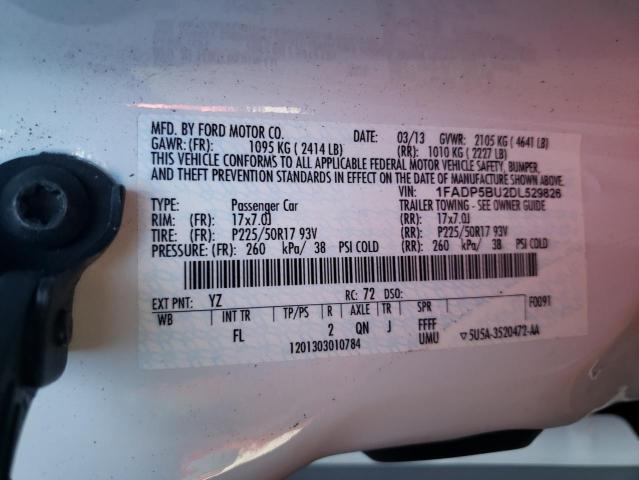 MFD. BY FORD MOTOR CO. DATE: 03/13 GVWR: 2105 KG ( 4641 LB)
GAWR: (FR): 1095 KG ( 2414 LB) (RR): 1010 KG ( 2227 LB)
THIS VEHICLE CONFORMS TO ALL APPLICABLE FEDERAL MOTOR VEHICLE SAFETY, BUMPER,
AND THEFT PREVENTION STANDARDS IN EFFECT ON THE DATE OF MANUFACTURE SHOWN ABOVE.
VIN: 1FADP5BU2DL529826
TYPE: Passenger Car TRAILER TOWING - SEE OWNER GUIDE
RIM: (FR): 17x7.0J (RR): 17x7.0J
TIRE: (FR): P225/50R17 93V (RR): P225/50R17 93V
PRESSURE: (FR): 260 kPa/ 38 PSI COLD (RR): 260 kPa/ 38 PSI COLD
EXT PNT: YZ RC: 72 DSO: F0091
WB INT TR TP/PS R AXLE TR SPR
FL 2 QN J FFFF
UMU
1201303010784 ▽5U5A-3520472-AA